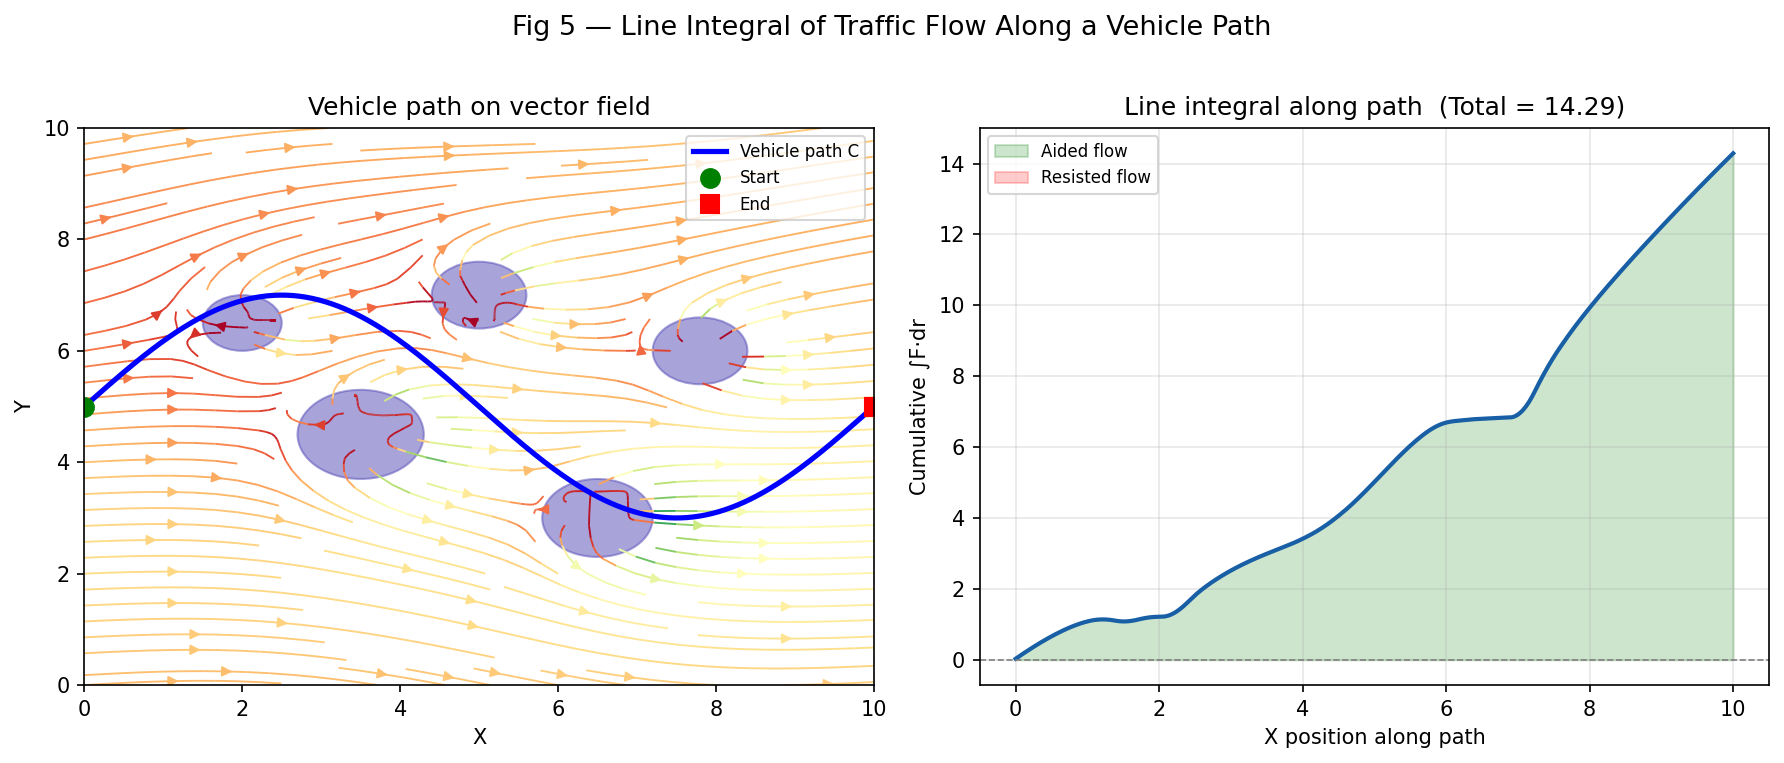 Fig 5 — Line Integral of Traffic Flow Along a Vehicle Path
Vehicle path on vector field
Vehicle path C
Start
End
10
8
6
4
2
0
Y
0 2 4 6 8 10
X
Line integral along path (Total = 14.29)
Aided flow
Resisted flow
14
12
10
8
6
4
2
0
Cumulative ∫F·dr
0 2 4 6 8 10
X position along path